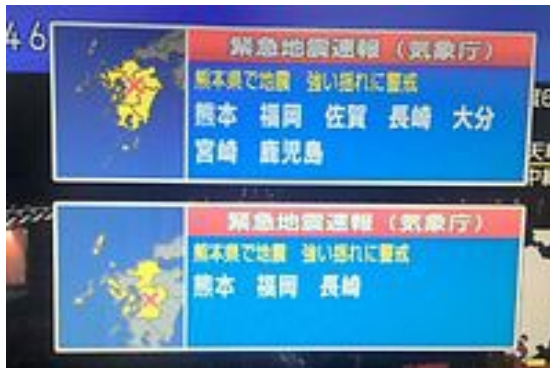 46
緊急地震速報（気象庁）
熊本県で地震 強い揺れに警戒
熊本 福岡 佐賀 長崎 大分
宮崎 鹿児島
緊急地震速報（気象庁）
熊本県で地震 強い揺れに警戒
熊本 福岡 長崎